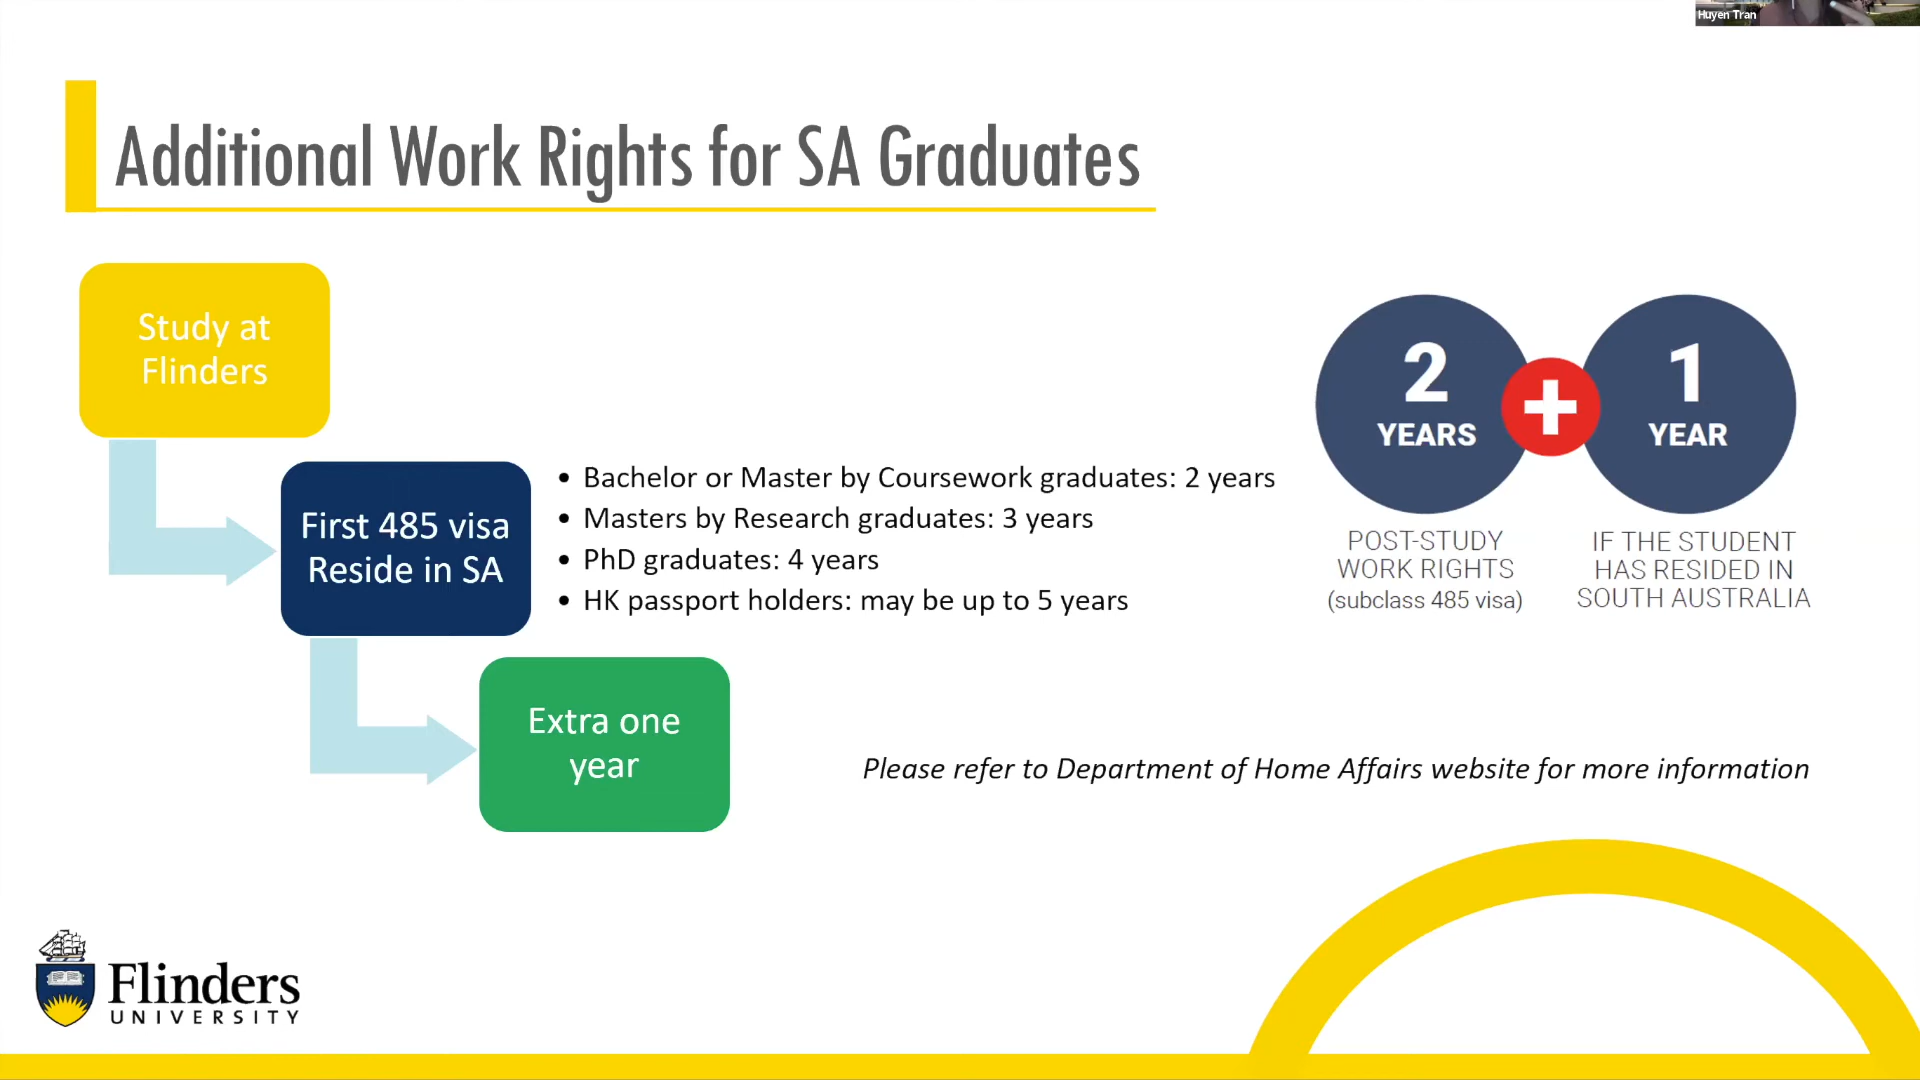 Huyen Tran
Additional Work Rights for SA Graduates
Study at
Flinders
First 485 visa
Reside in SA
• Bachelor or Master by Coursework graduates: 2 years
• Masters by Research graduates: 3 years
• PhD graduates: 4 years
• HK passport holders: may be up to 5 years
Extra one
year
2
YEARS
+
1
YEAR
POST-STUDY
WORK RIGHTS
(subclass 485 visa)
IF THE STUDENT
HAS RESIDED IN
SOUTH AUSTRALIA
Please refer to Department of Home Affairs website for more information
Flinders
UNIVERSITY